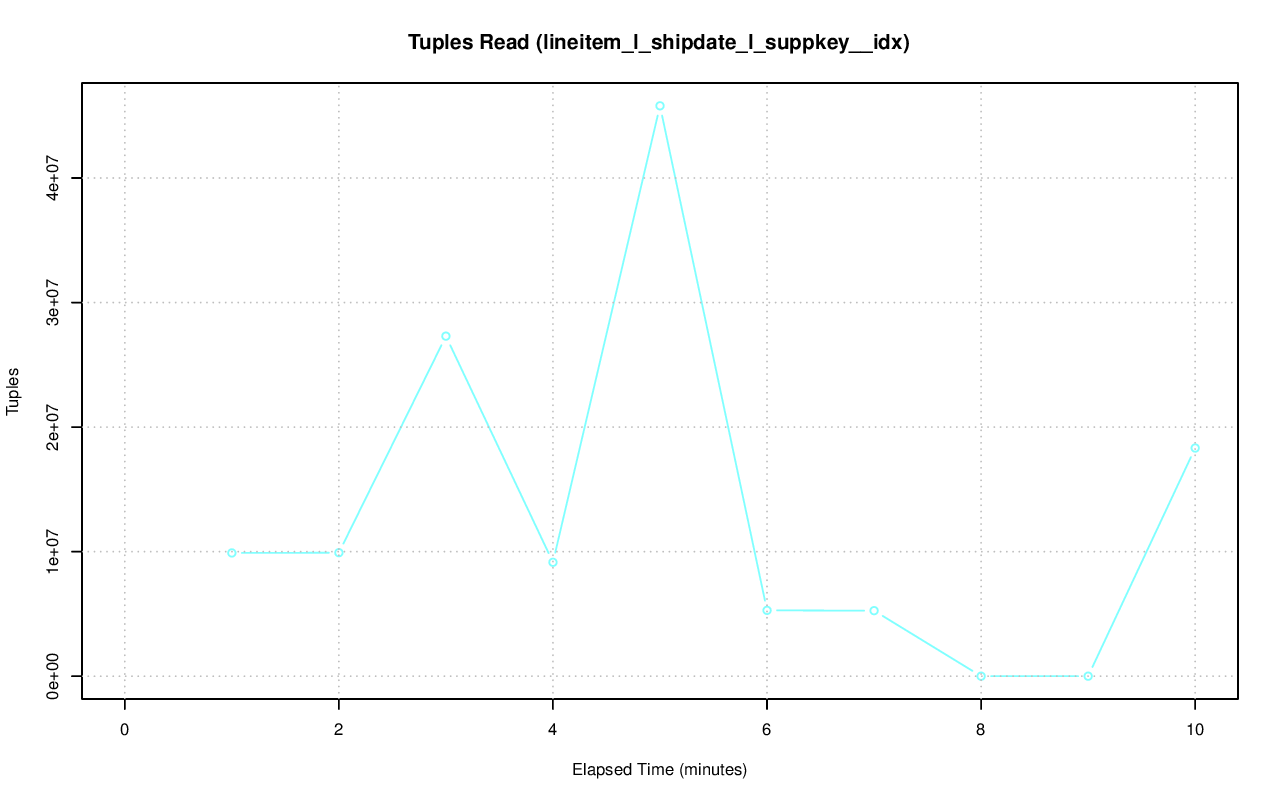 Tuples Read (lineitem_l_shipdate_l_suppkey__idx)
Tuples
4e+07
3e+07
2e+07
1e+07
0e+00
0 2 4 6 8 10
Elapsed Time (minutes)